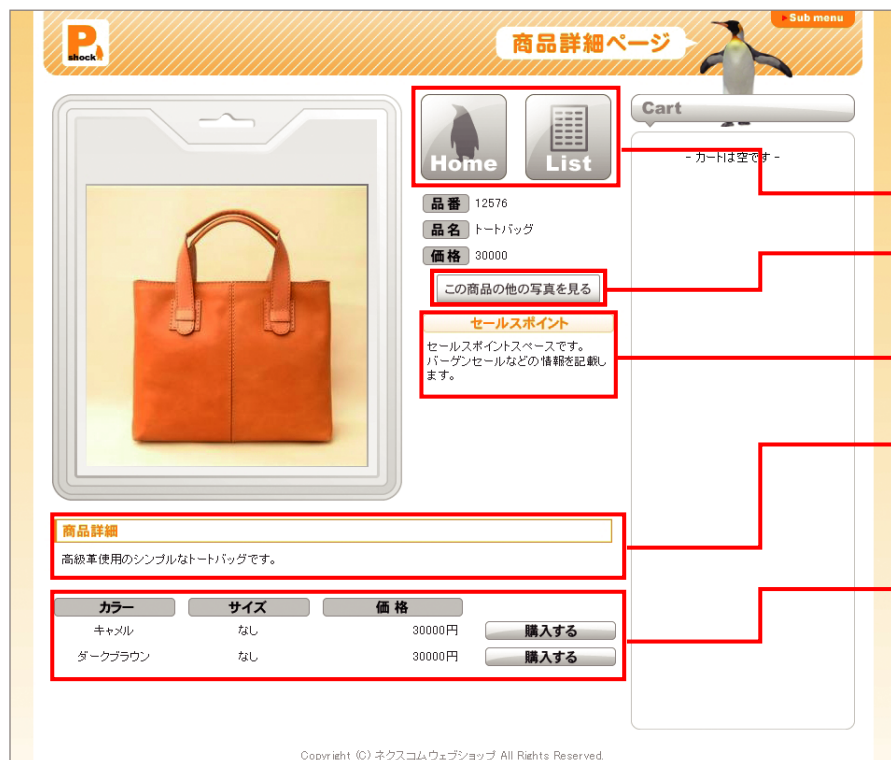 P.
shock
商品詳細ページ
Sub menu
Home
List
Cart
- カートは空です -
品番 12576
品名 トートバッグ
価格 30000
この商品の他の写真を見る
セールスポイント
セールスポイントスペースです。
バーゲンセールなどの情報を記載し
ます。
商品詳細
高級革使用のシンプルなトートバッグです。
カラー サイズ 価格
キャメル なし 30000円 購入する
ダークブラウン なし 30000円 購入する
Copyright (C) ネクスコムウェブショップ All Rights Reserved.